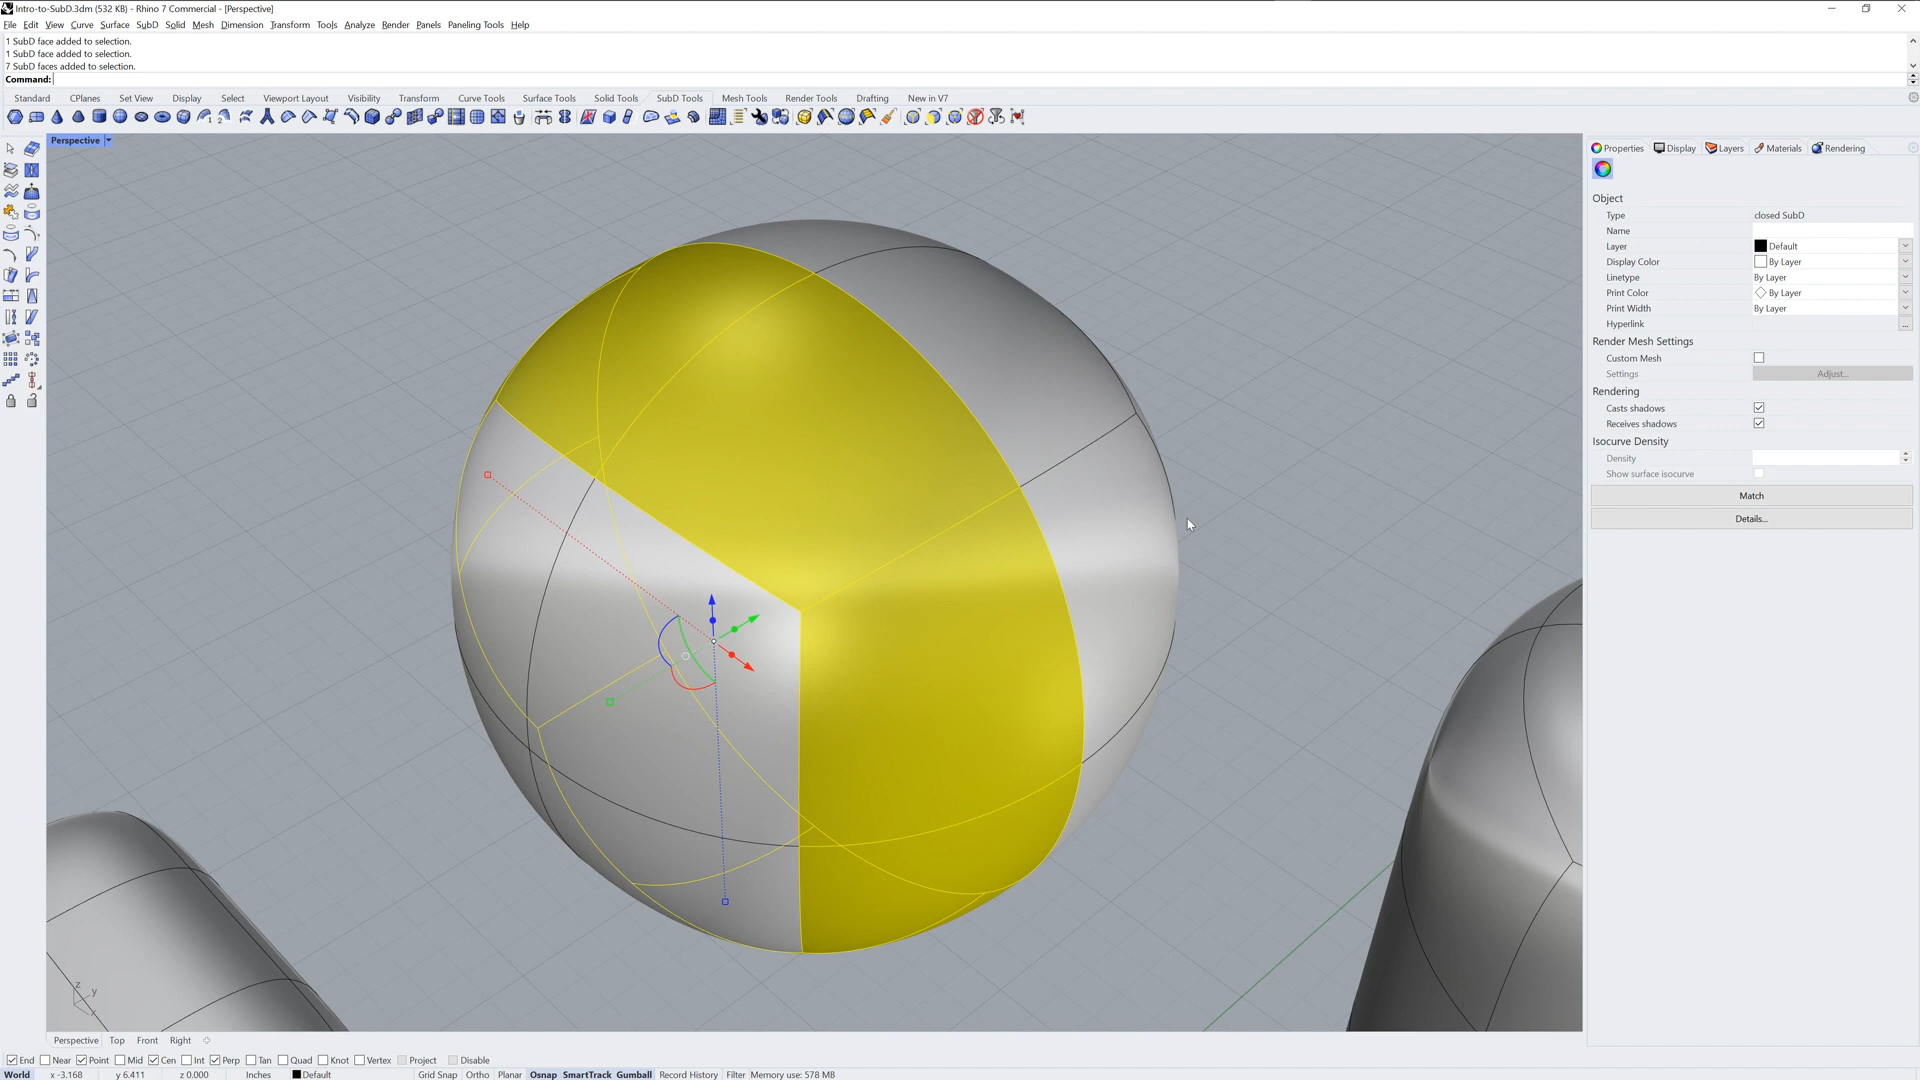 Intro-to-SubD.3dm (532 KB) - Rhino 7 Commercial - [Perspective]
File Edit View Curve Surface SubD Solid Mesh Dimension Transform Tools Analyze Render Panels Paneling Tools Help
1 SubD face added to selection.
1 SubD face added to selection.
7 SubD faces added to selection.
Command:
Standard CPlanes Set View Display Select Viewport Layout Visibility Transform Curve Tools Surface Tools Solid Tools SubD Tools Mesh Tools Render Tools Drafting New in V7
Perspective
Properties Display Layers Materials Rendering
Object
Type closed SubD
Name
Layer Default
Display Color By Layer
Linetype By Layer
Print Color By Layer
Print Width By Layer
Hyperlink ...
Render Mesh Settings
Custom Mesh
Settings Adjust...
Rendering
Casts shadows
Receives shadows
Isocurve Density
Density
Show surface isocurve
Match
Details...
z
y
x
Perspective Top Front Right
End Near Point Mid Cen Int Perp Tan Quad Knot Vertex Project Disable
World x -3.168 y 6.411 z 0.000 Inches Default Grid Snap Ortho Planar Osnap SmartTrack Gumball Record History Filter Memory use: 578 MB